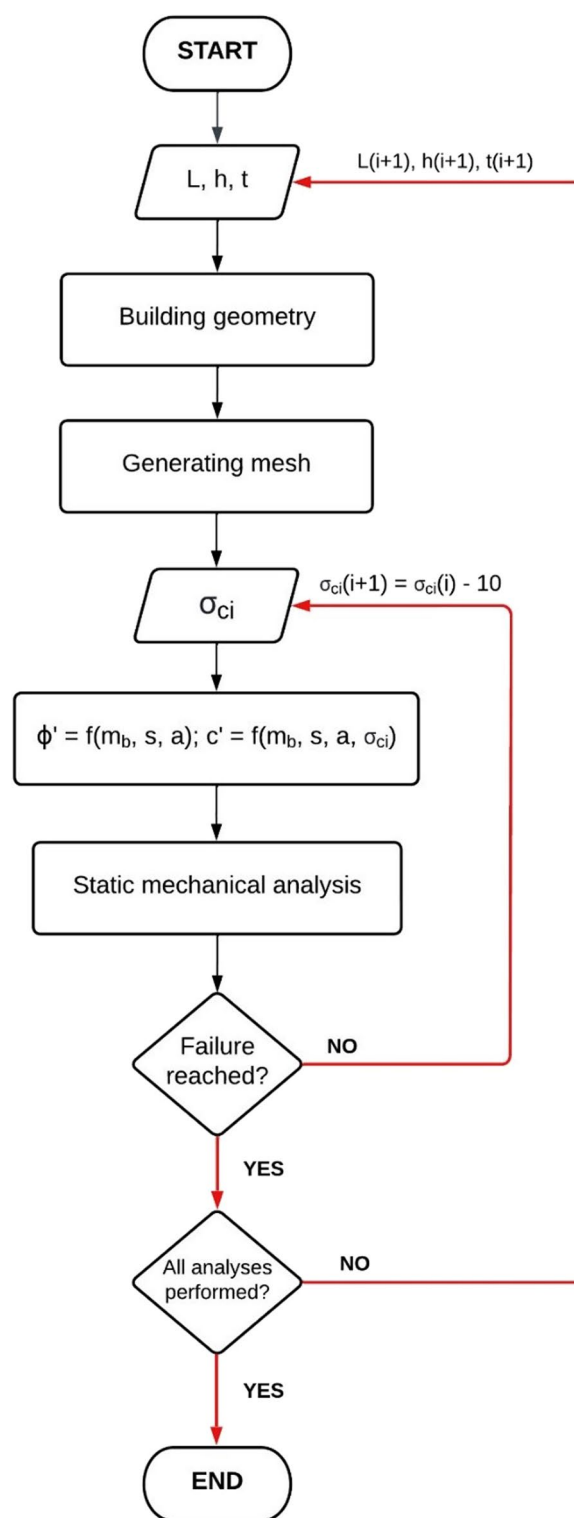 START
L, h, t
L(i+1), h(i+1), t(i+1)
Building geometry
Generating mesh
σci(i+1) = σci(i) - 10
σci
ϕ' = f(mb, s, a); c' = f(mb, s, a, σci)
Static mechanical analysis
Failure
reached?
NO
YES
All analyses
performed?
NO
YES
END